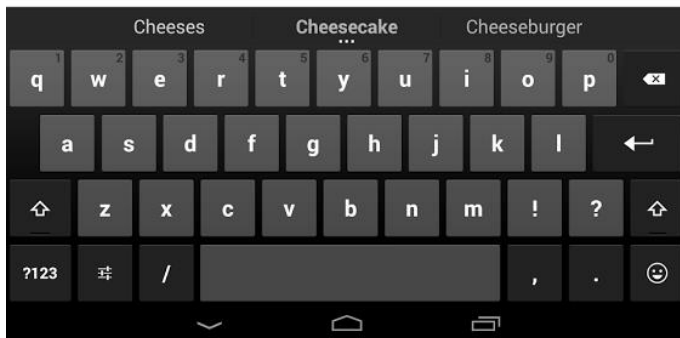 Cheeses Cheesecake Cheeseburger
q 1 w 2 e 3 r 4 t 5 y 6 u 7 i 8 o 9 p 0
a s d f g h j k l
z x c v b n m ! ?
?123 / , .